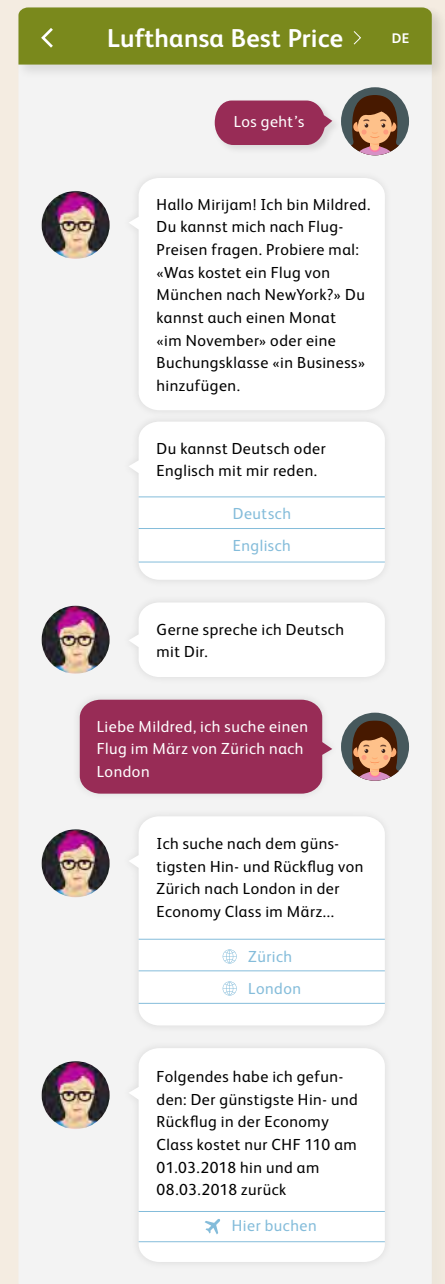 Lufthansa Best Price
DE
Los geht's
Hallo Mirijam! Ich bin Mildred.
Du kannst mich nach Flug-
Preisen fragen. Probiere mal:
«Was kostet ein Flug von
München nach NewYork?» Du
kannst auch einen Monat
«im November» oder eine
Buchungsklasse «in Business»
hinzufügen.
Du kannst Deutsch oder
Englisch mit mir reden.
Deutsch
Englisch
Gerne spreche ich Deutsch
mit Dir.
Liebe Mildred, ich suche einen
Flug im März von Zürich nach
London
Ich suche nach dem güns-
tigsten Hin- und Rückflug von
Zürich nach London in der
Economy Class im März...
Zürich
London
Folgendes habe ich gefun-
den: Der günstigste Hin- und
Rückflug in der Economy
Class kostet nur CHF 110 am
01.03.2018 hin und am
08.03.2018 zurück
Hier buchen